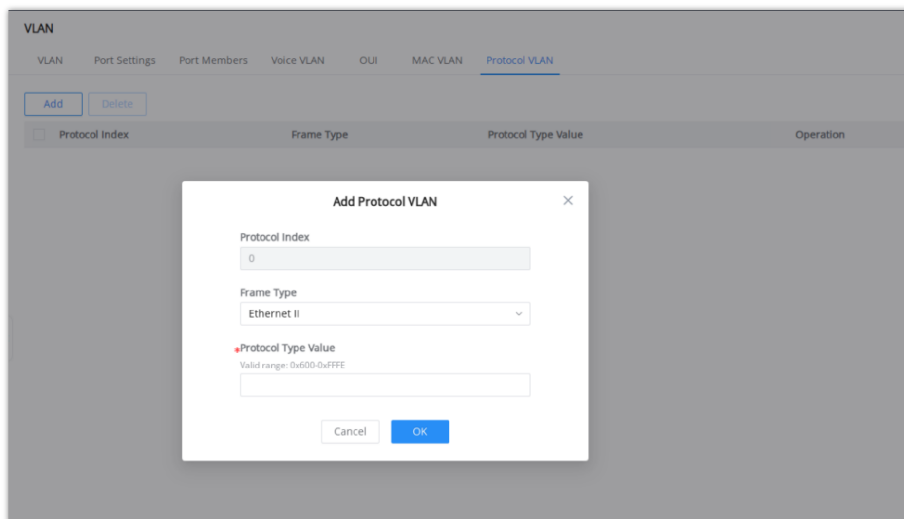 VLAN
VLAN Port Settings Port Members Voice VLAN OUI MAC VLAN Protocol VLAN
Add Delete
Protocol Index Frame Type Protocol Type Value Operation
Add Protocol VLAN
Protocol Index
0
Frame Type
Ethernet II
*Protocol Type Value
Valid range: 0x600-0xFFFE
Cancel OK